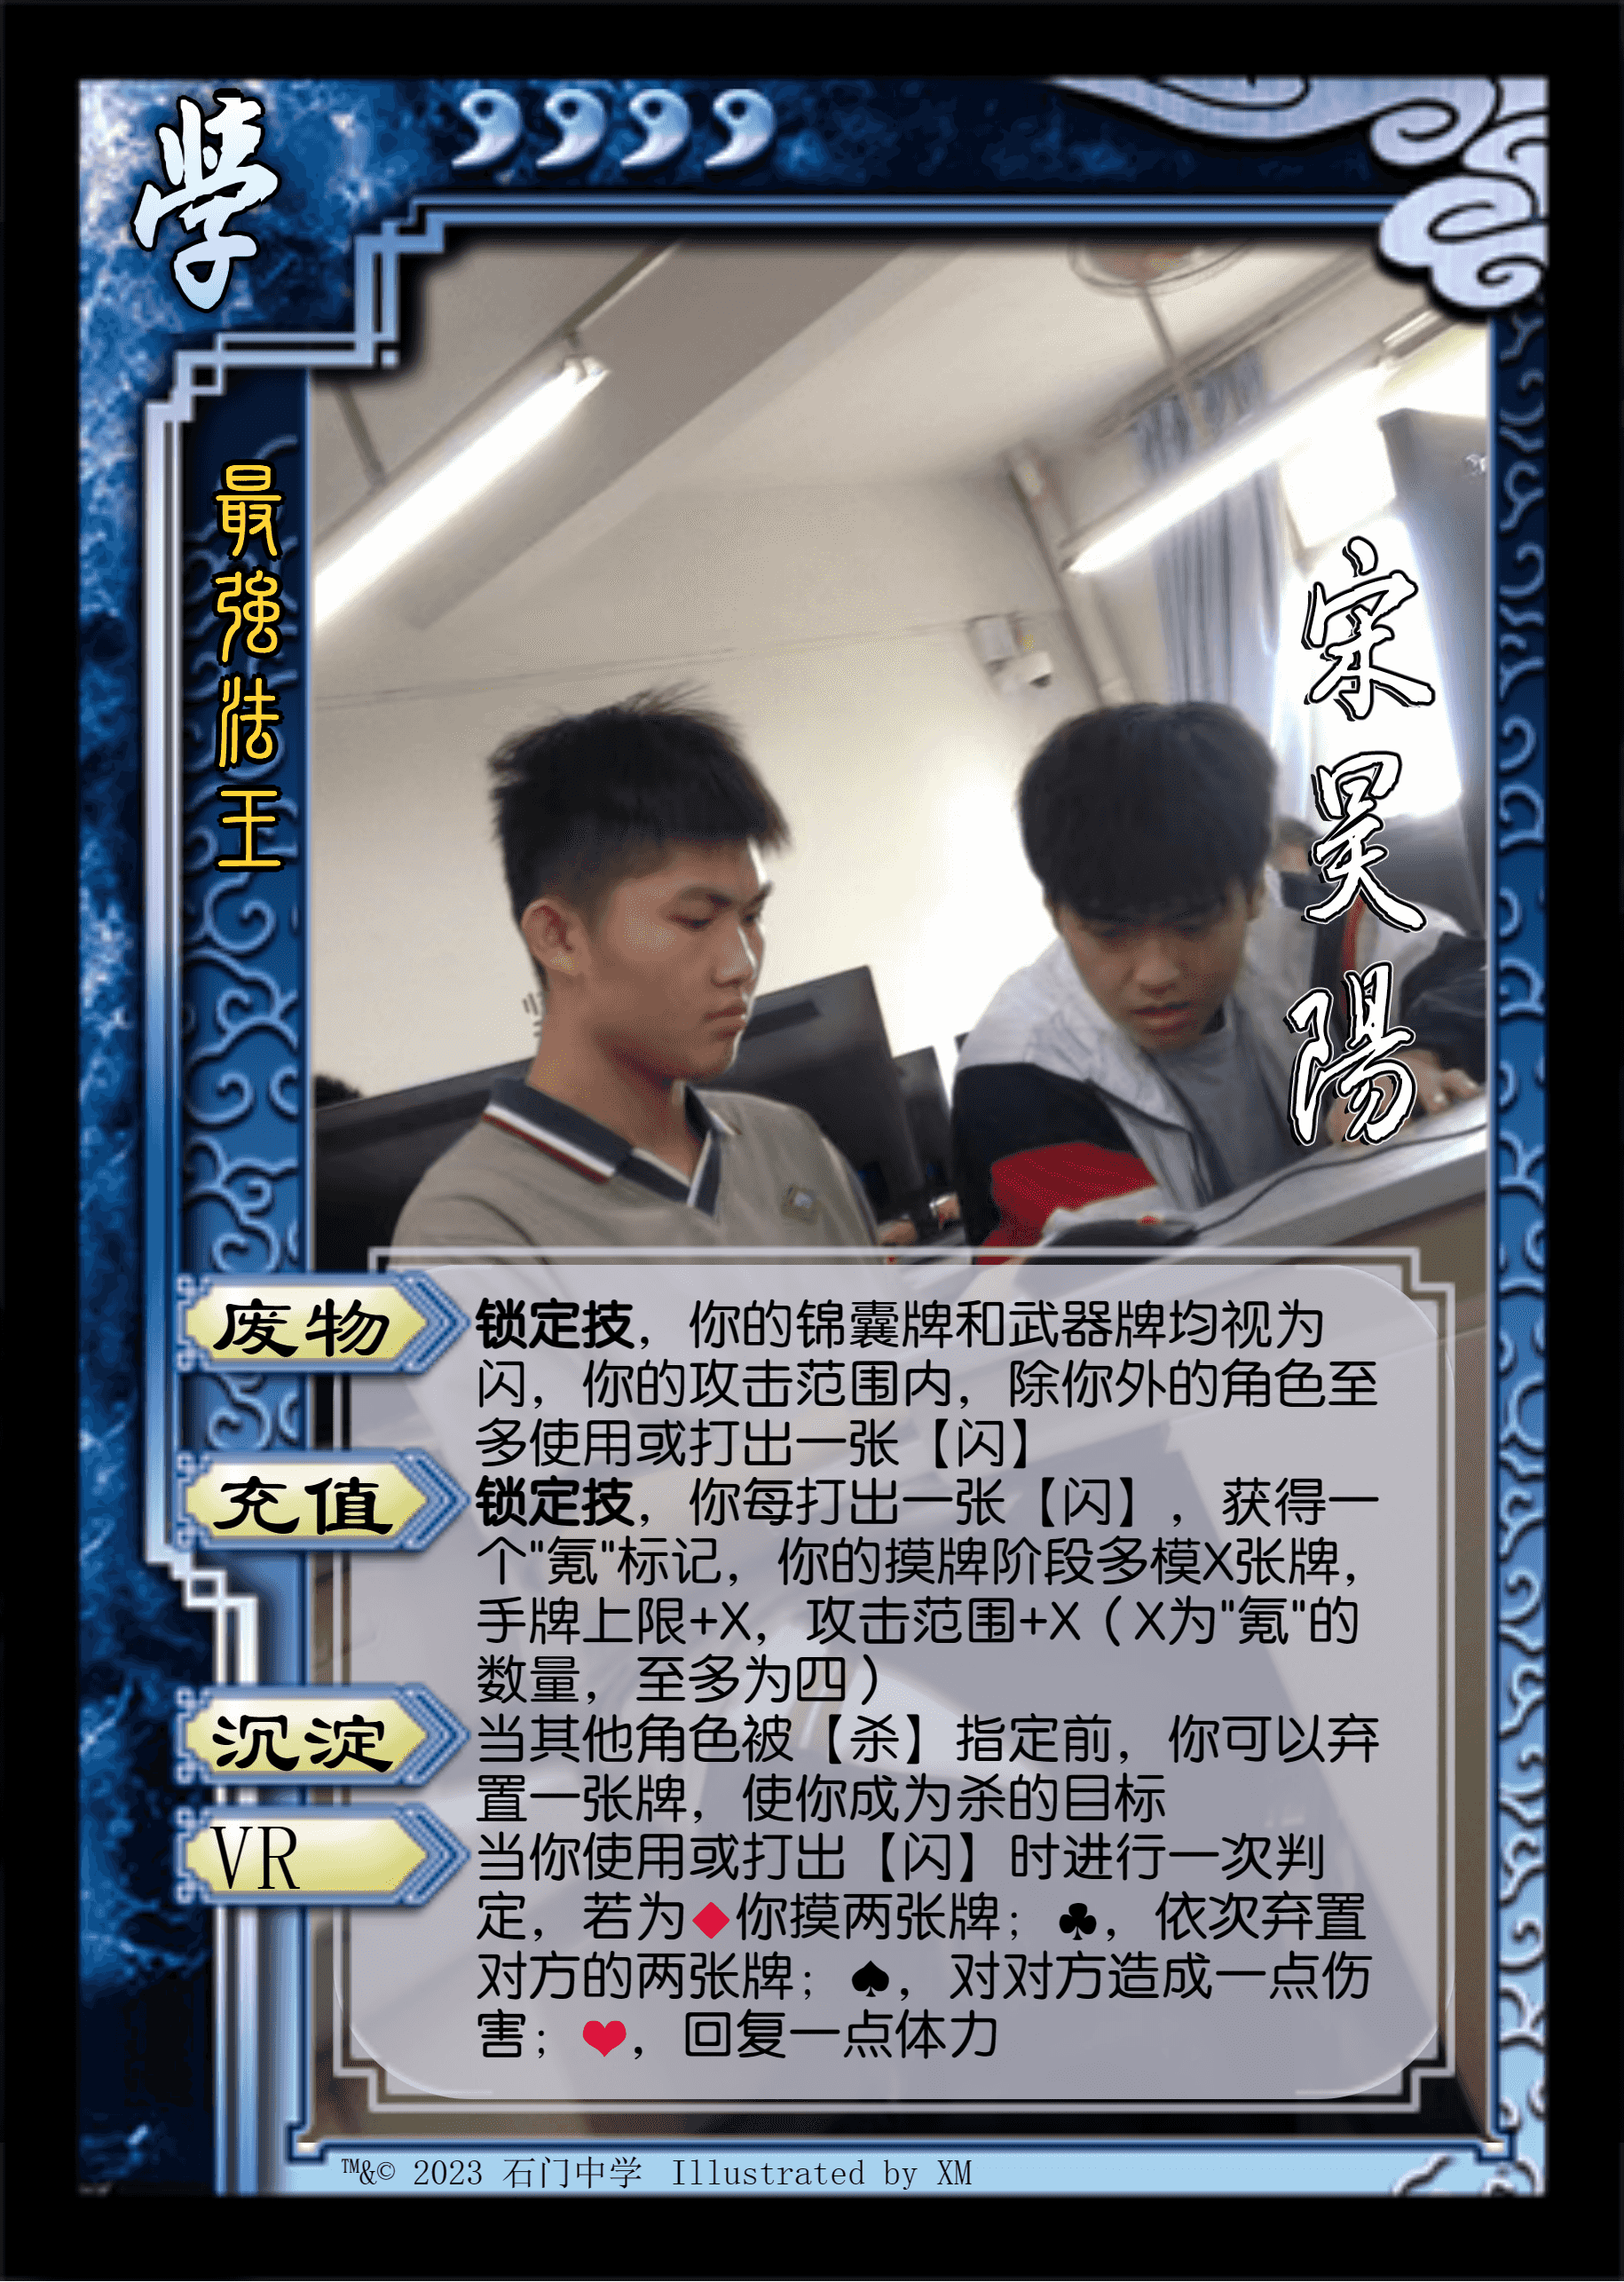 學
最强法王
宋昊陽
废物
锁定技，你的锦囊牌和武器牌均视为
闪，你的攻击范围内，除你外的角色至
多使用或打出一张【闪】
充值
锁定技，你每打出一张【闪】，获得一
个"氪"标记，你的摸牌阶段多模X张牌，
手牌上限+X，攻击范围+X（X为"氪"的
数量，至多为四）
沉淀
当其他角色被【杀】指定前，你可以弃
置一张牌，使你成为杀的目标
VR
当你使用或打出【闪】时进行一次判
定，若为♦你摸两张牌；♣，依次弃置
对方的两张牌；♠，对对方造成一点伤
害；❤，回复一点体力
™&© 2023 石门中学 Illustrated by XM